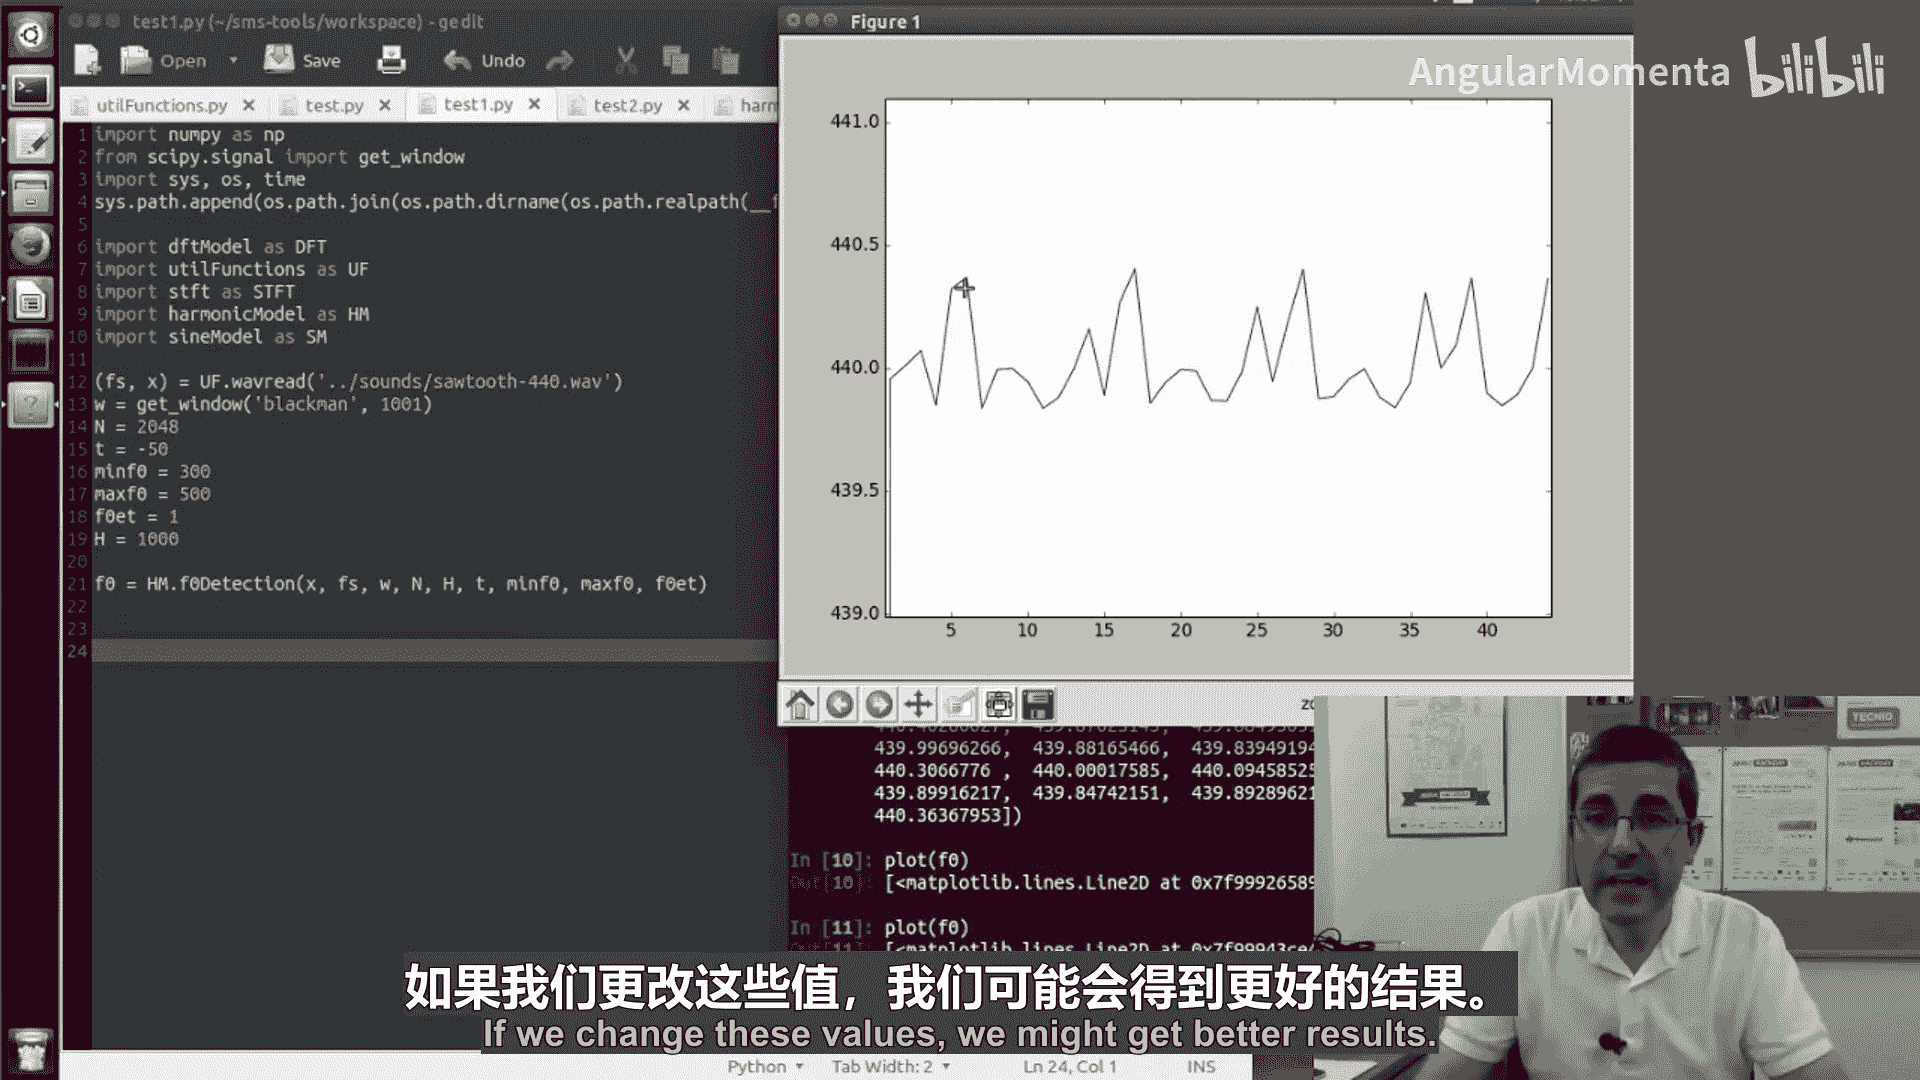 test1.py (~/sms-tools/workspace) - gedit
Open
Save
Undo
utilFunctions.py
test.py
test1.py
test2.py
harm
1 import numpy as np
2 from scipy.signal import get_window
3 import sys, os, time
4 sys.path.append(os.path.join(os.path.dirname(os.path.realpath(__f
5
6 import dftModel as DFT
7 import utilFunctions as UF
8 import stft as STFT
9 import harmonicModel as HM
10 import sineModel as SM
11
12 (fs, x) = UF.wavread('../sounds/sawtooth-440.wav')
13 w = get_window('blackman', 1001)
14 N = 2048
15 t = -50
16 minf0 = 300
17 maxf0 = 500
18 f0et = 1
19 H = 1000
20
21 f0 = HM.f0Detection(x, fs, w, N, H, t, minf0, maxf0, f0et)
22
23
24
Python
Tab Width: 2
Ln 24, Col 1
INS
Figure 1
AngularMomenta bilibili
441.0
440.5
440.0
439.5
439.0
5 10 15 20 25 30 35 40
439.99696266, 439.88165466, 439.83949194
440.3066776 , 440.00017585, 440.09458525
439.89916217, 439.84742151, 439.8928962
440.36367953])
In [10]: plot(f0)
Out[10]: [<matplotlib.lines.Line2D at 0x7f99926589
In [11]: plot(f0)
[<matplotlib.lines.Line2D at 0x7f99943ce
TECNIO
如果我们更改这些值，我们可能会得到更好的结果。
If we change these values, we might get better results.